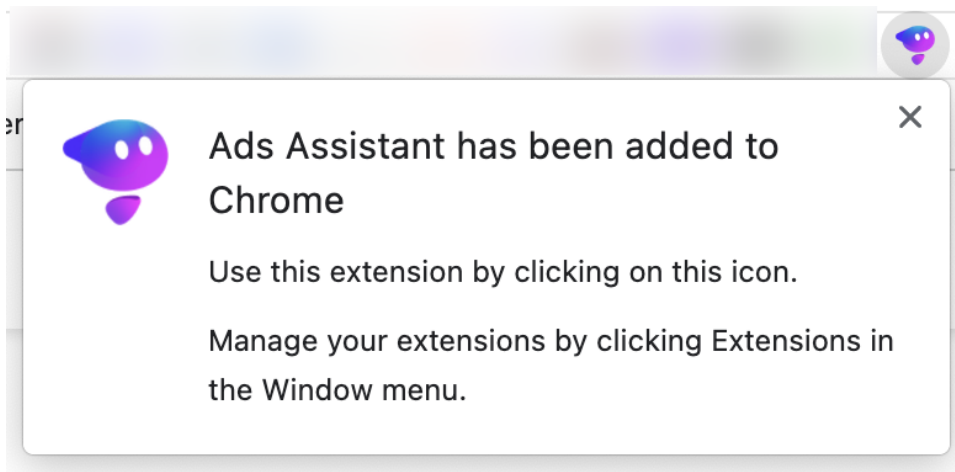 er
Ads Assistant has been added to
Chrome
Use this extension by clicking on this icon.
Manage your extensions by clicking Extensions in
the Window menu.